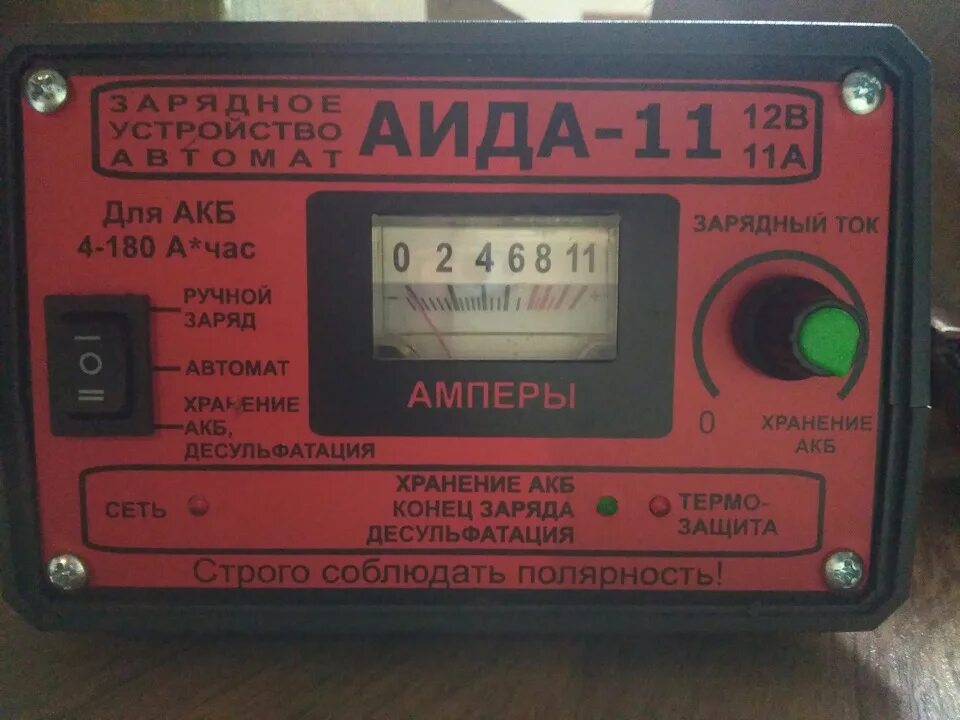 ЗАРЯДНОЕ
УСТРОЙСТВО
АВТОМАТ
АИДА-11
12В
11А
Для АКБ
4-180 А*час
РУЧНОЙ
ЗАРЯД
АВТОМАТ
ХРАНЕНИЕ
АКБ,
ДЕСУЛЬФАТАЦИЯ
I
O
II
0 2 4 6 8 11
+
АМПЕРЫ
ЗАРЯДНЫЙ ТОК
0
ХРАНЕНИЕ
АКБ
СЕТЬ
ХРАНЕНИЕ АКБ
КОНЕЦ ЗАРЯДА
ДЕСУЛЬФАТАЦИЯ
ТЕРМО-
ЗАЩИТА
Строго соблюдать полярность!